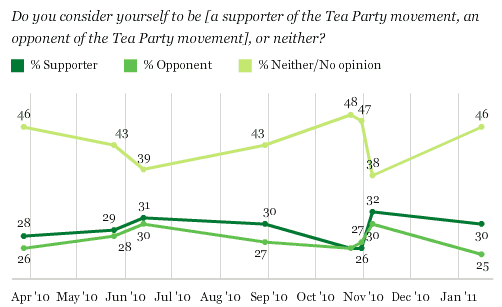 Do you consider yourself to be [a supporter of the Tea Party movement, an
opponent of the Tea Party movement], or neither?
% Supporter % Opponent % Neither/No opinion
46 43 39 43 48 47 38 46
28 29 31 30 26 32 30
26 28 30 27 27 30 25
Apr '10 May '10 Jun '10 Jul '10 Aug '10 Sep '10 Oct '10 Nov '10 Dec '10 Jan '11